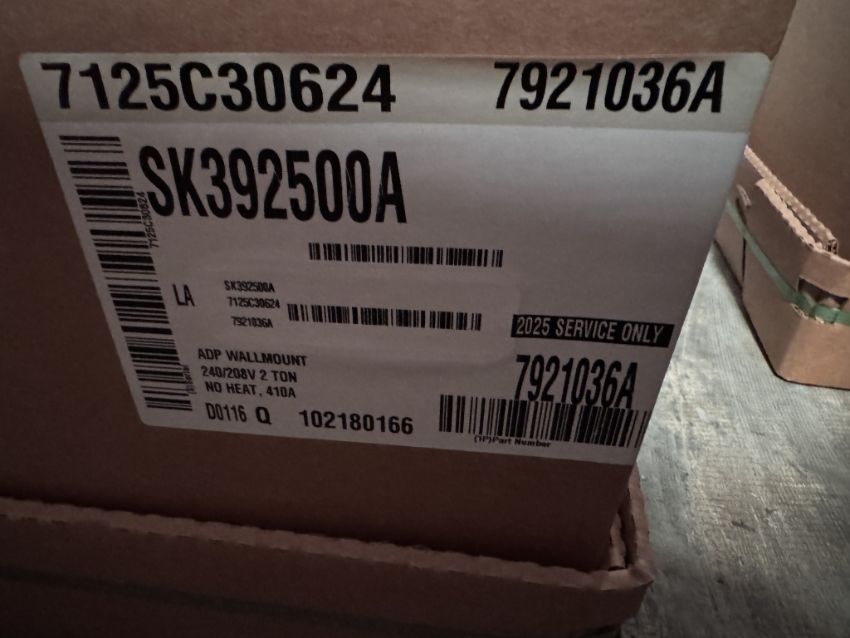 7125C30624 7921036A
SK392500A
7125C30624
LA
SK392500A
7125C30624
7921036A
2025 SERVICE ONLY
ADP WALLMOUNT
240/208V 2 TON
NO HEAT, 410A
7921036A
D0116 Q 102180166
(1P)Part Number